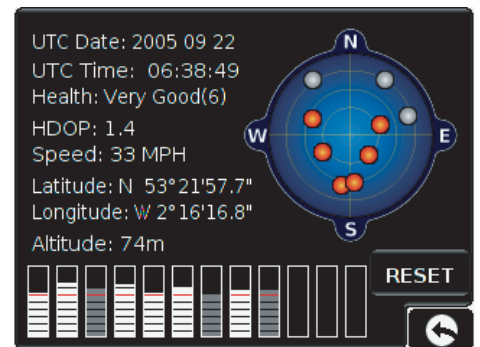 UTC Date: 2005 09 22
UTC Time: 06:38:49
Health: Very Good(6)
HDOP: 1.4
Speed: 33 MPH
Latitude: N 53°21'57.7"
Longitude: W 2°16'16.8"
Altitude: 74m
N
W
E
S
RESET